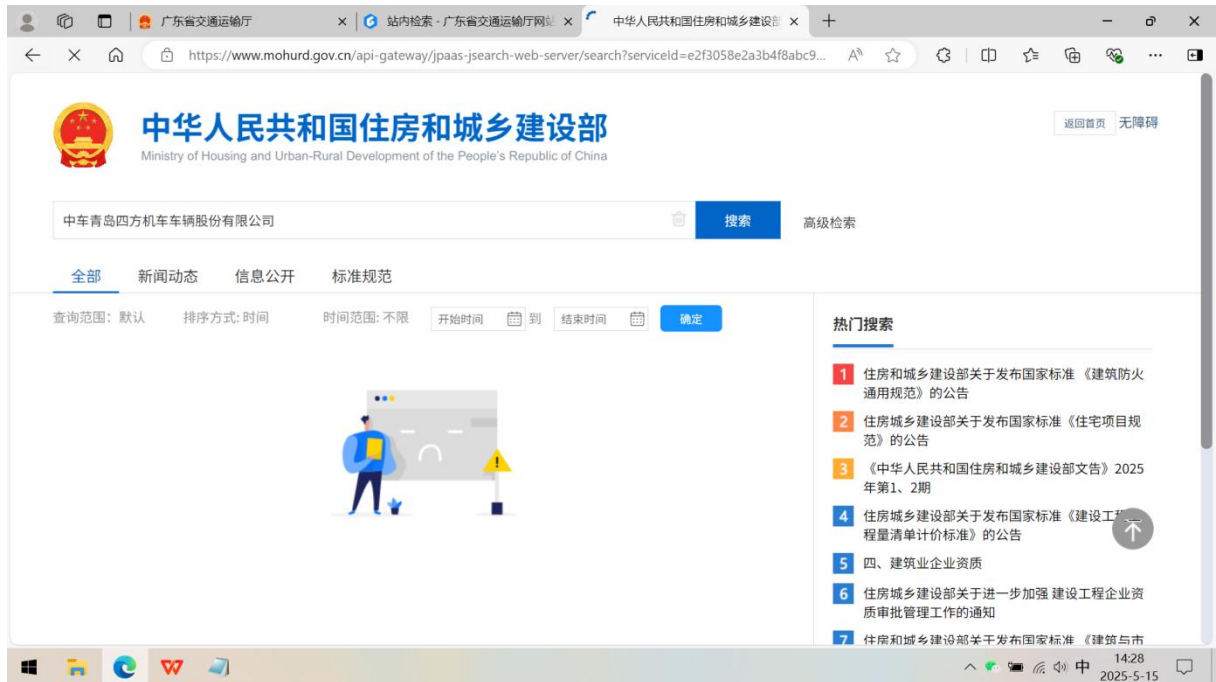 广东省交通运输厅
站内检索 - 广东省交通运输厅网站
中华人民共和国住房和城乡建设部
https://www.mohurd.gov.cn/api-gateway/jpaas-jsearch-web-server/search?serviceId=e2f3058e2a3b4f8abc9...
中华人民共和国住房和城乡建设部
Ministry of Housing and Urban-Rural Development of the People's Republic of China
返回首页 无障碍
中车青岛四方机车车辆股份有限公司
搜索
高级检索
全部 新闻动态 信息公开 标准规范
查询范围: 默认 排序方式: 时间 时间范围: 不限 开始时间 到 结束时间 确定
热门搜索
1 住房和城乡建设部关于发布国家标准 《建筑防火
通用规范》的公告
2 住房城乡建设部关于发布国家标准《住宅项目规
范》的公告
3 《中华人民共和国住房和城乡建设部文告》2025
年第1、2期
4 住房城乡建设部关于发布国家标准《建设工程工
程量清单计价标准》的公告
5 四、建筑业企业资质
6 住房城乡建设部关于进一步加强 建设工程企业资
质审批管理工作的通知
7 住房和城乡建设部关于发布国家标准 《建筑与市
中
14:28
2025-5-15